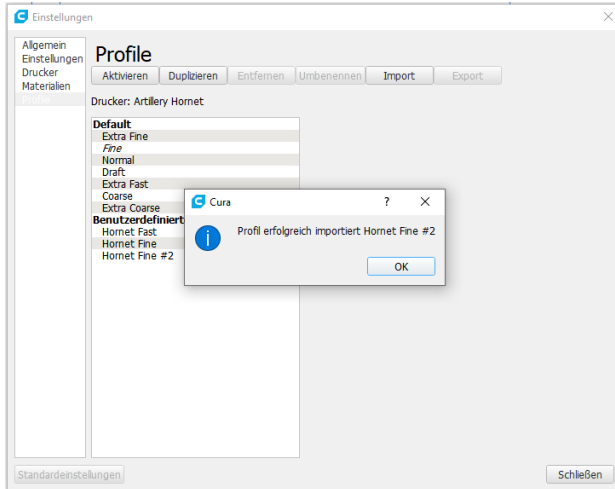 Einstellungen
Allgemein
Einstellungen
Drucker
Materialien
Profile
Profile
Aktivieren Duplizieren Entfernen Umbenennen Import Export
Drucker: Artillery Hornet
Default
Extra Fine
Fine
Normal
Draft
Extra Fast
Coarse
Extra Coarse
Benutzerdefinierte
Hornet Fast
Hornet Fine
Hornet Fine #2
Cura ?
Profil erfolgreich importiert Hornet Fine #2
OK
Standardeinstellungen
Schließen